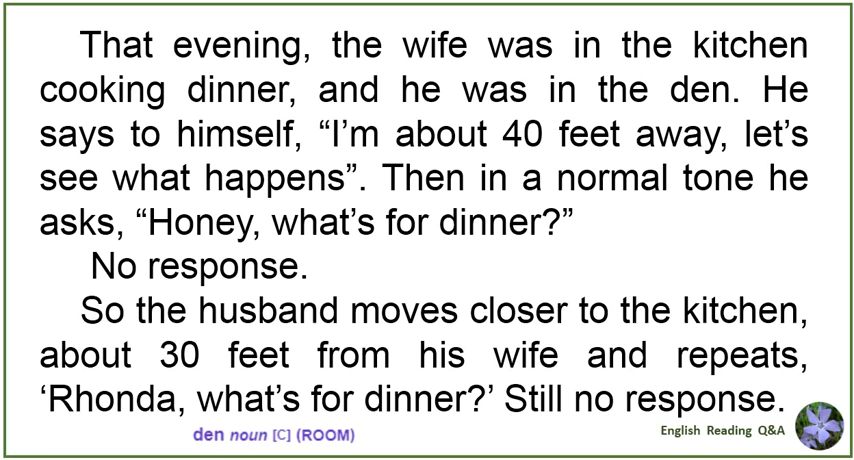 That evening, the wife was in the kitchen
cooking dinner, and he was in the den. He
says to himself, “I’m about 40 feet away, let’s
see what happens”. Then in a normal tone he
asks, “Honey, what’s for dinner?”
No response.
So the husband moves closer to the kitchen,
about 30 feet from his wife and repeats,
‘Rhonda, what’s for dinner?’ Still no response.
den noun [C] (ROOM)
English Reading Q&A